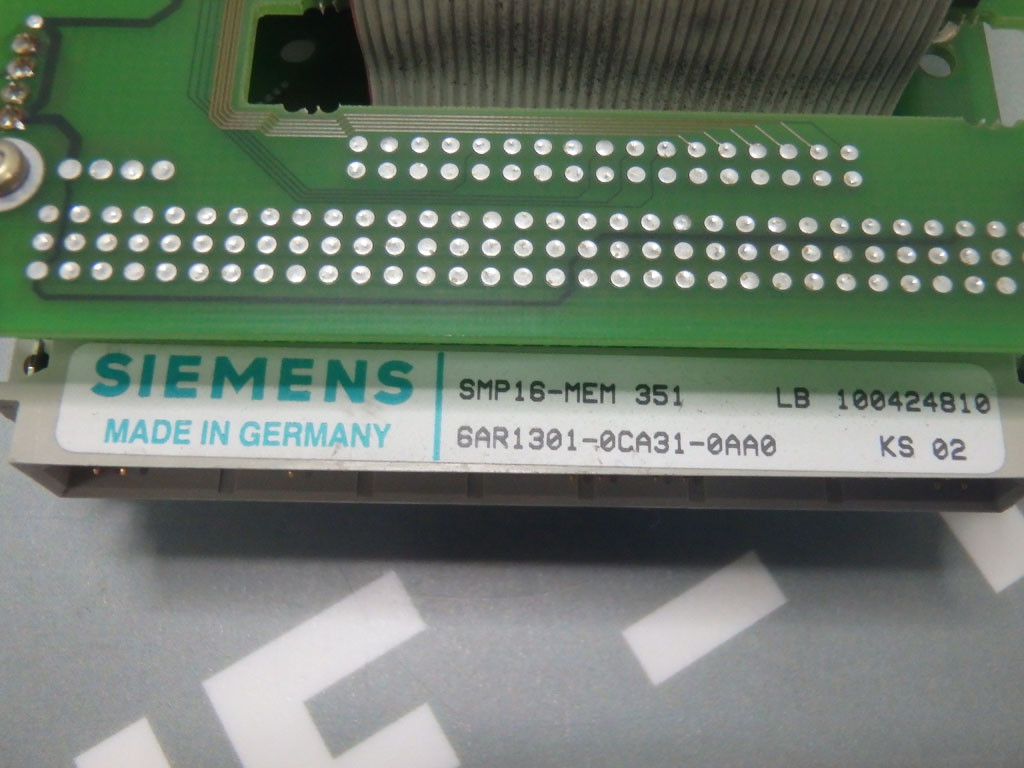 SIEMENS
MADE IN GERMANY
SMP16-MEM 351 LB 100424810
6AR1301-0CA31-0AA0 KS 02